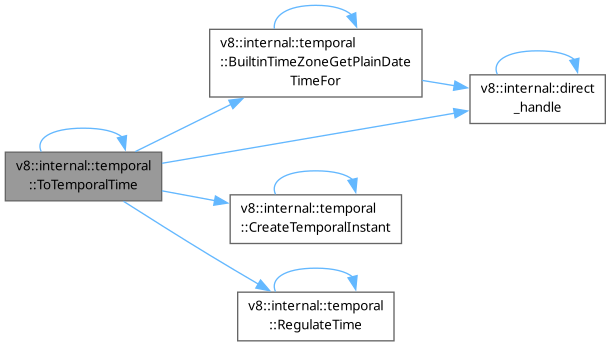 v8::internal::temporal
::BuiltinTimeZoneGetPlainDate
TimeFor
v8::internal::direct
_handle
v8::internal::temporal
::ToTemporalTime
v8::internal::temporal
::CreateTemporalInstant
v8::internal::temporal
::RegulateTime